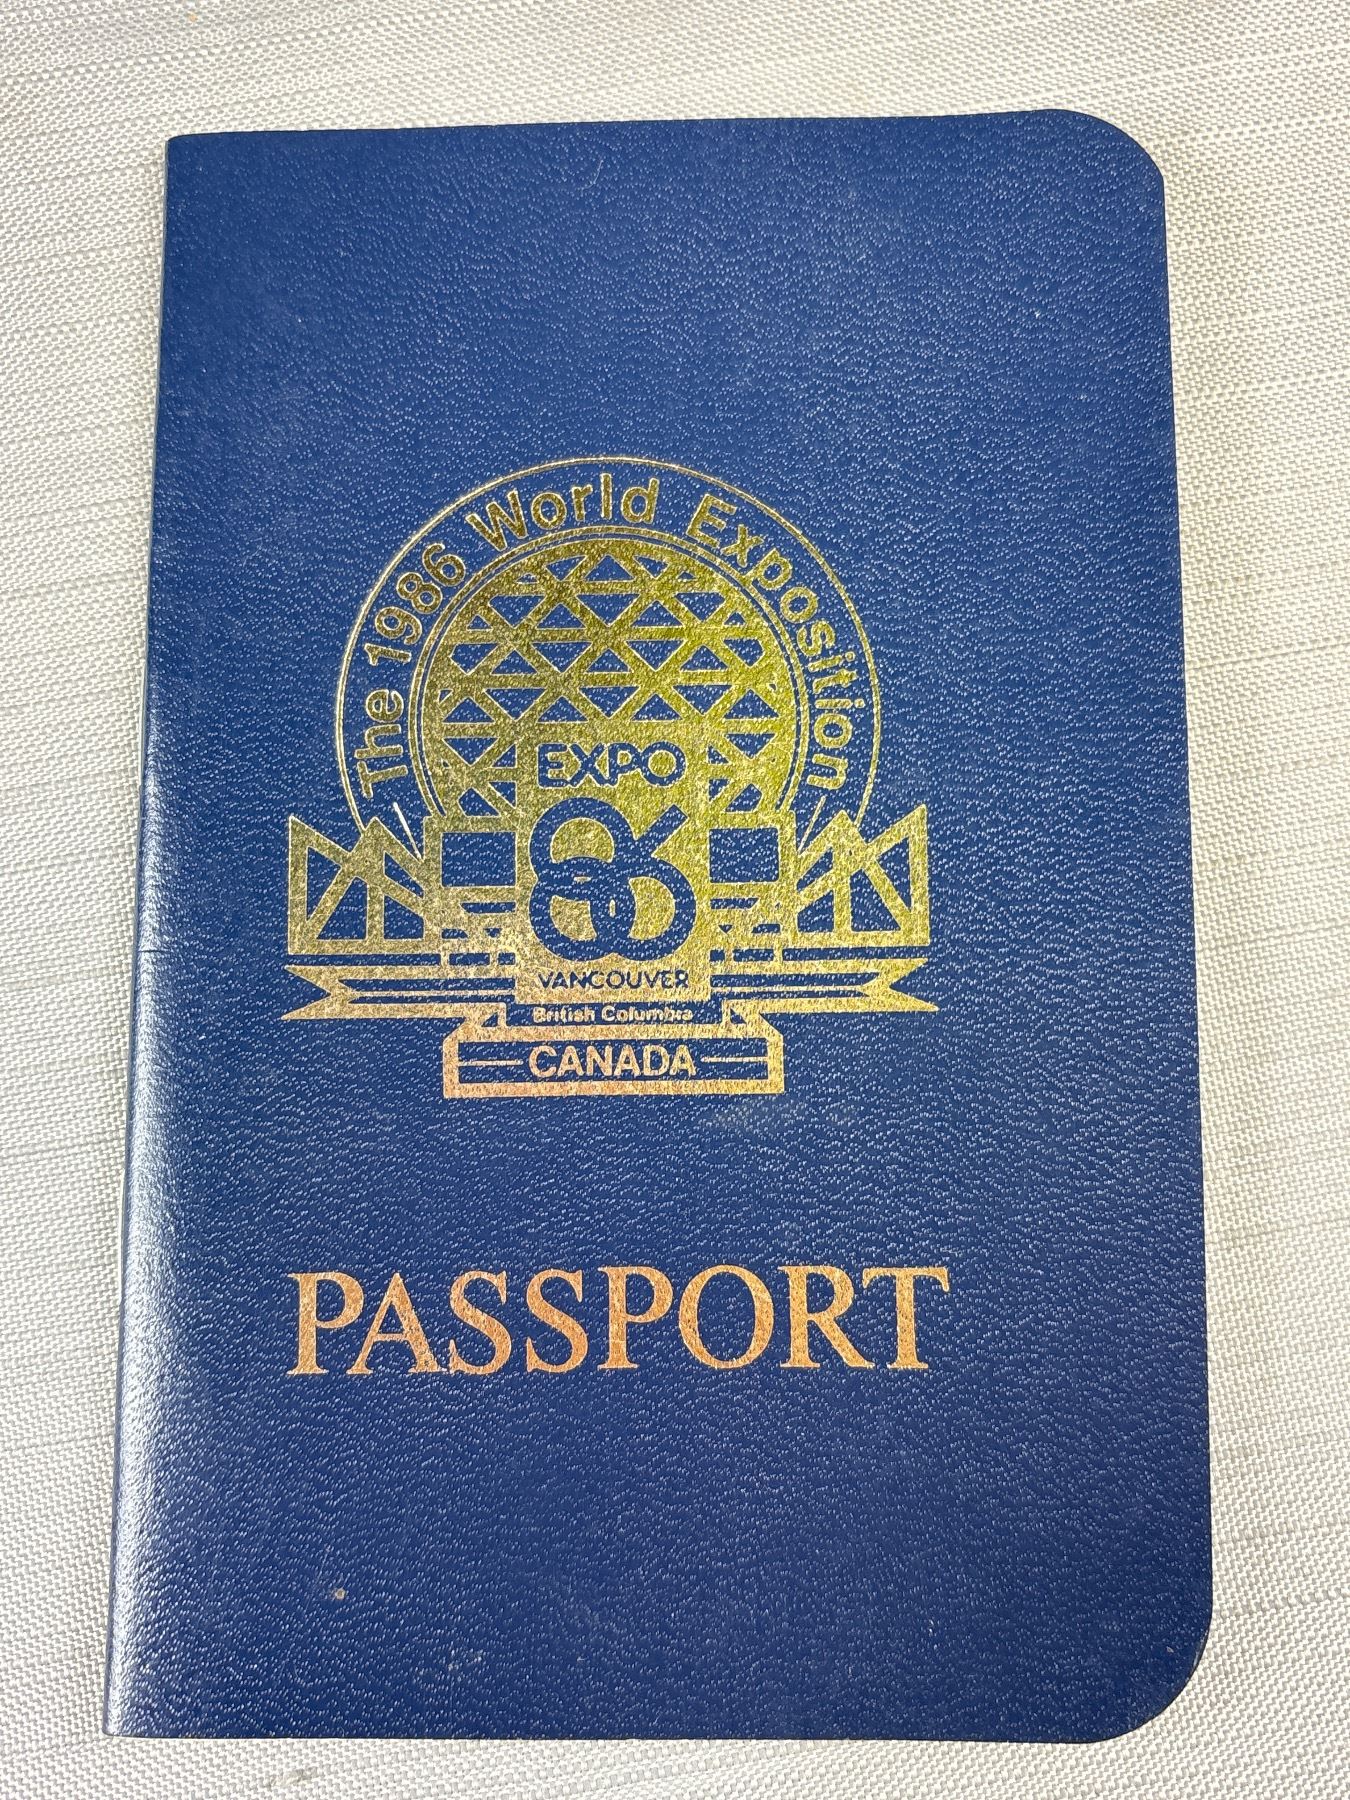 The 1986 World Exposition
EXPO
86
VANCOUVER
British Columbia
CANADA
PASSPORT